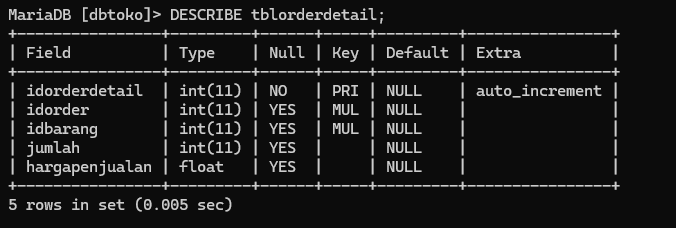 MariaDB [dbtoko]> DESCRIBE tblorderdetail;
+----------------+---------+------+-----+---------+----------------+
| Field          | Type    | Null | Key | Default | Extra          |
+----------------+---------+------+-----+---------+----------------+
| idorderdetail  | int(11) | NO   | PRI | NULL    | auto_increment |
| idorder        | int(11) | YES  | MUL | NULL    |                |
| idbarang       | int(11) | YES  | MUL | NULL    |                |
| jumlah         | int(11) | YES  |     | NULL    |                |
| hargapenjualan | float   | YES  |     | NULL    |                |
+----------------+---------+------+-----+---------+----------------+
5 rows in set (0.005 sec)